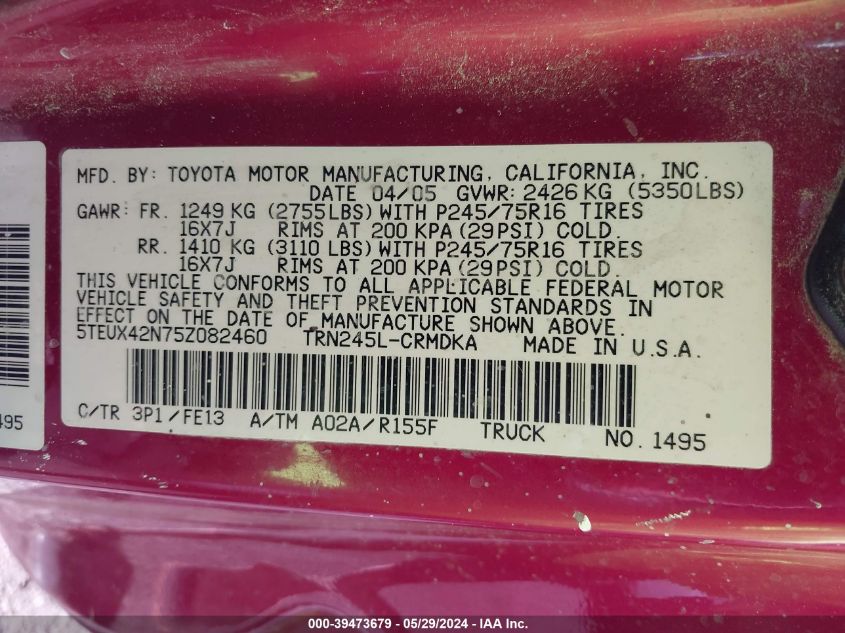 MFD. BY: TOYOTA MOTOR MANUFACTURING, CALIFORNIA, INC.
DATE 04/05 GVWR: 2426 KG (5350LBS)
GAWR: FR. 1249 KG (2755LBS) WITH P245/75R16 TIRES
16X7J RIMS AT 200 KPA (29PSI) COLD.
RR. 1410 KG (3110 LBS) WITH P245/75R16 TIRES
16X7J RIMS AT 200 KPA (29PSI) COLD.
THIS VEHICLE CONFORMS TO ALL APPLICABLE FEDERAL MOTOR
VEHICLE SAFETY AND THEFT PREVENTION STANDARDS IN
EFFECT ON THE DATE OF MANUFACTURE SHOWN ABOVE.
5TEUX42N75Z082460 TRN245L-CRMDKA MADE IN U.S.A.
C/TR 3P1/FE13 A/TM A02A/R155F TRUCK NO. 1495
495
000-39473679 - 05/29/2024 - IAA Inc.